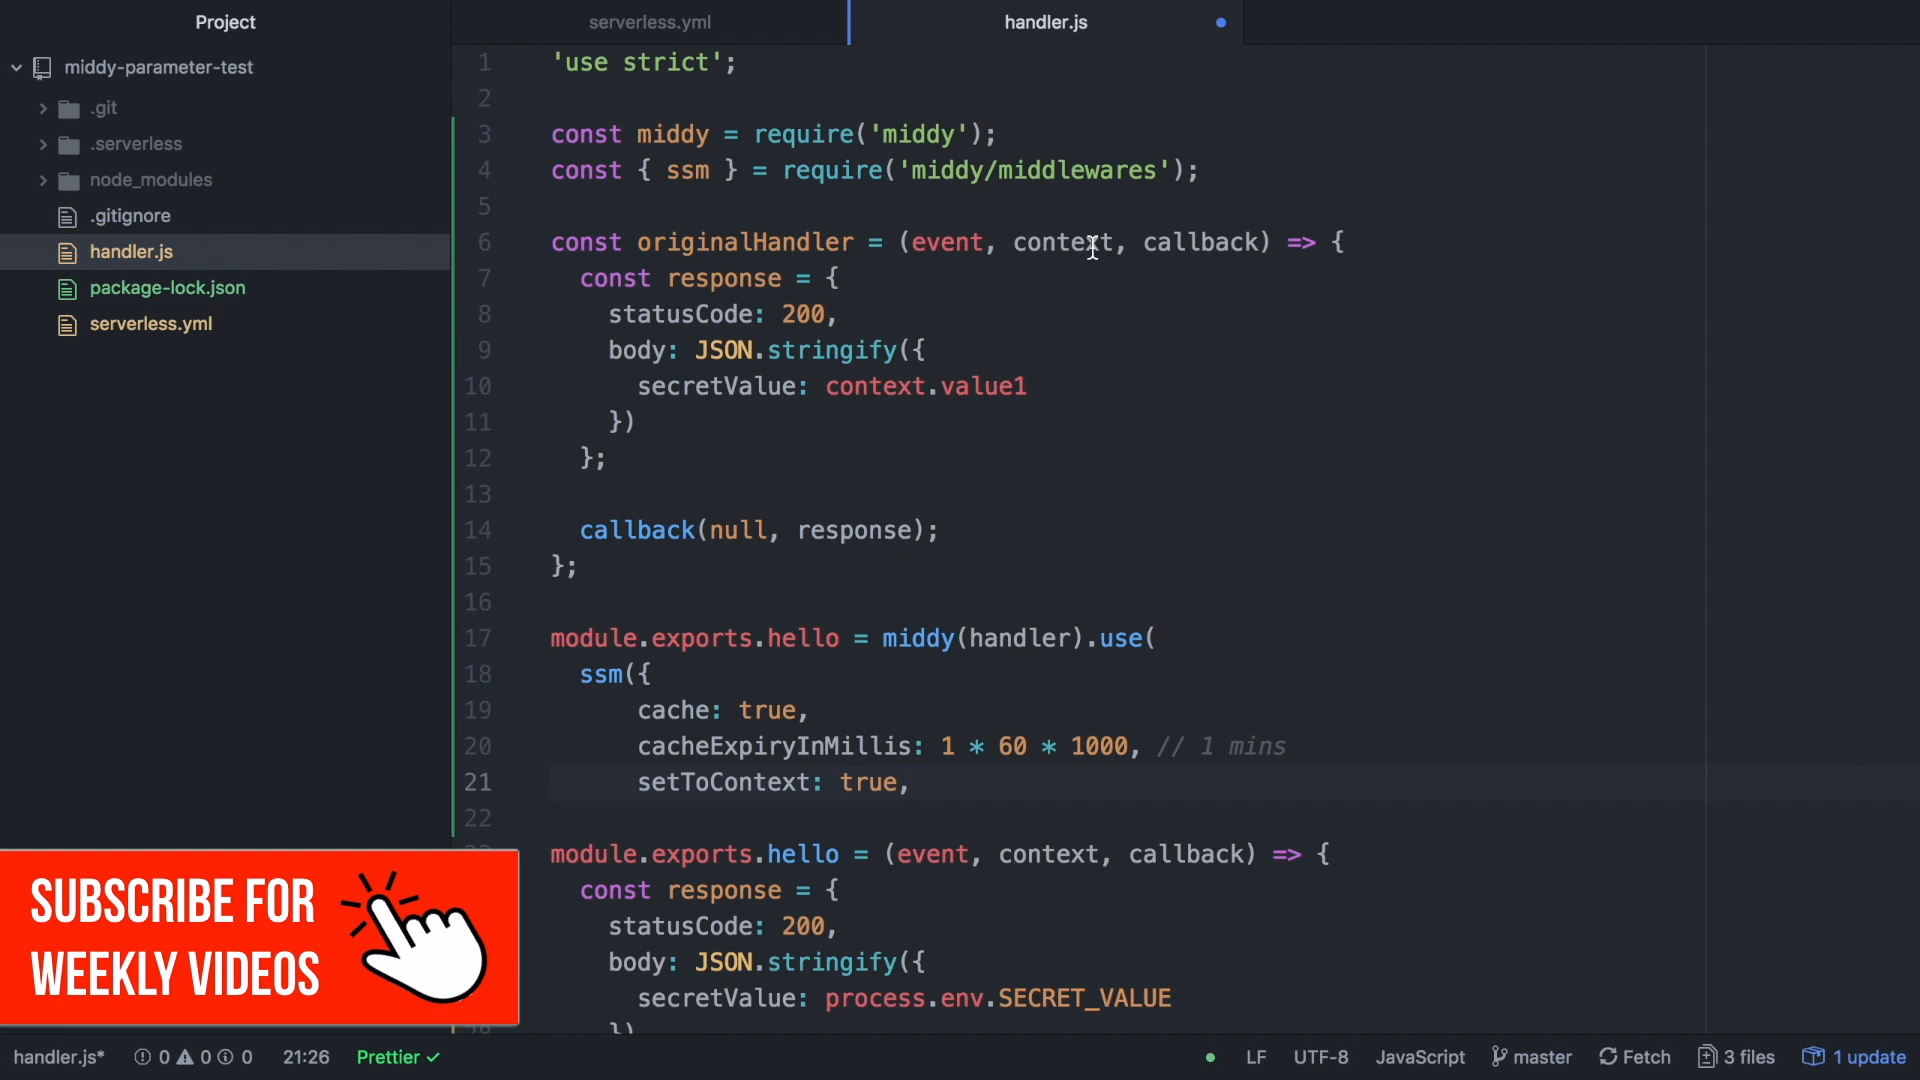 Project
serverless.yml
handler.js
middy-parameter-test
.git
.serverless
node_modules
.gitignore
handler.js
package-lock.json
serverless.yml
1 'use strict';
2
3 const middy = require('middy');
4 const { ssm } = require('middy/middlewares');
5
6 const originalHandler = (event, context, callback) => {
7 const response = {
8 statusCode: 200,
9 body: JSON.stringify({
10 secretValue: context.value1
11 })
12 };
13
14 callback(null, response);
15 };
16
17 module.exports.hello = middy(handler).use(
18 ssm({
19 cache: true,
20 cacheExpiryInMillis: 1 * 60 * 1000, // 1 mins
21 setToContext: true,
22
module.exports.hello = (event, context, callback) => {
const response = {
statusCode: 200,
body: JSON.stringify({
secretValue: process.env.SECRET_VALUE
})
SUBSCRIBE FOR
WEEKLY VIDEOS
handler.js* 0 0 0 21:26 Prettier ✓ LF UTF-8 JavaScript master Fetch 3 files 1 update